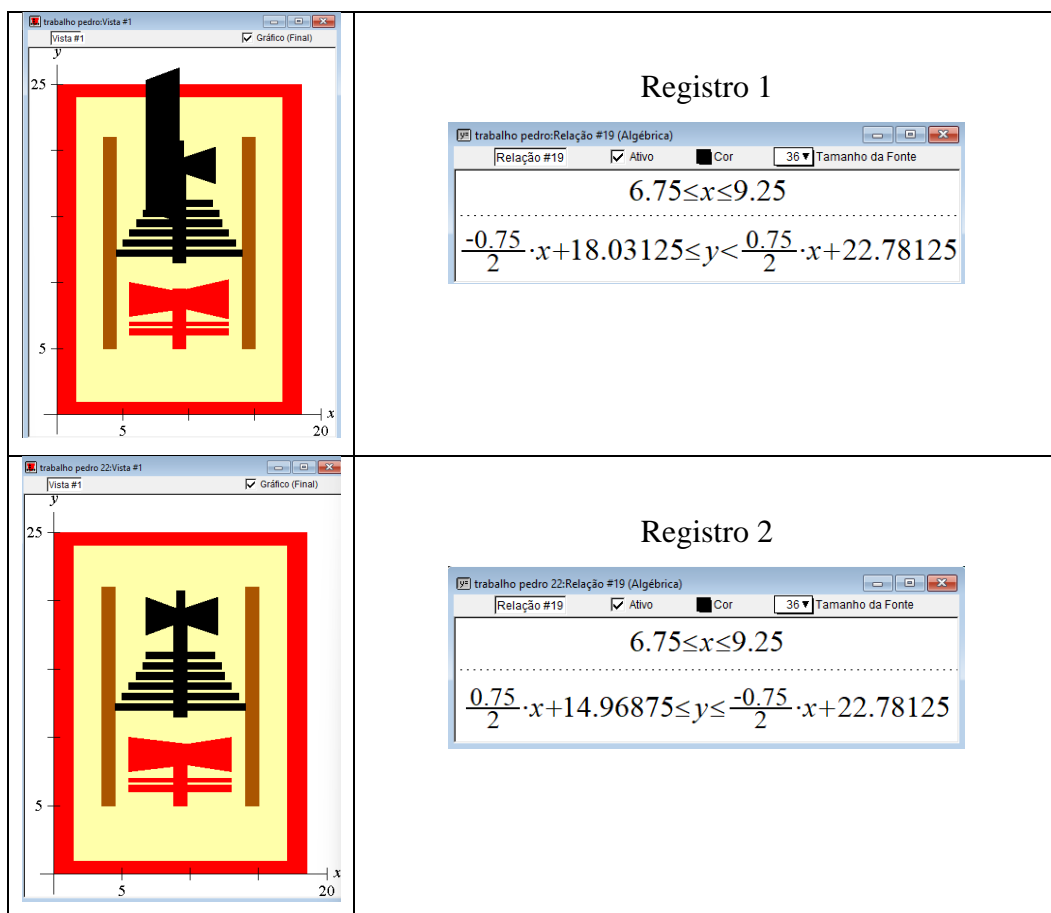 trabalho pedro:Vista #1
Vista #1
Gráfico (Final)
y
25
5
x
5
20
Registro 1
trabalho pedro:Relação #19 (Algébrica)
Relação #19 Ativo Cor 36▼ Tamanho da Fonte
6.75≤x≤9.25
-0.75/2·x+18.03125≤y<0.75/2·x+22.78125
trabalho pedro 22:Vista #1
Vista #1
Gráfico (Final)
y
25
5
x
5
20
Registro 2
trabalho pedro 22:Relação #19 (Algébrica)
Relação #19 Ativo Cor 36▼ Tamanho da Fonte
6.75≤x≤9.25
0.75/2·x+14.96875≤y≤-0.75/2·x+22.78125